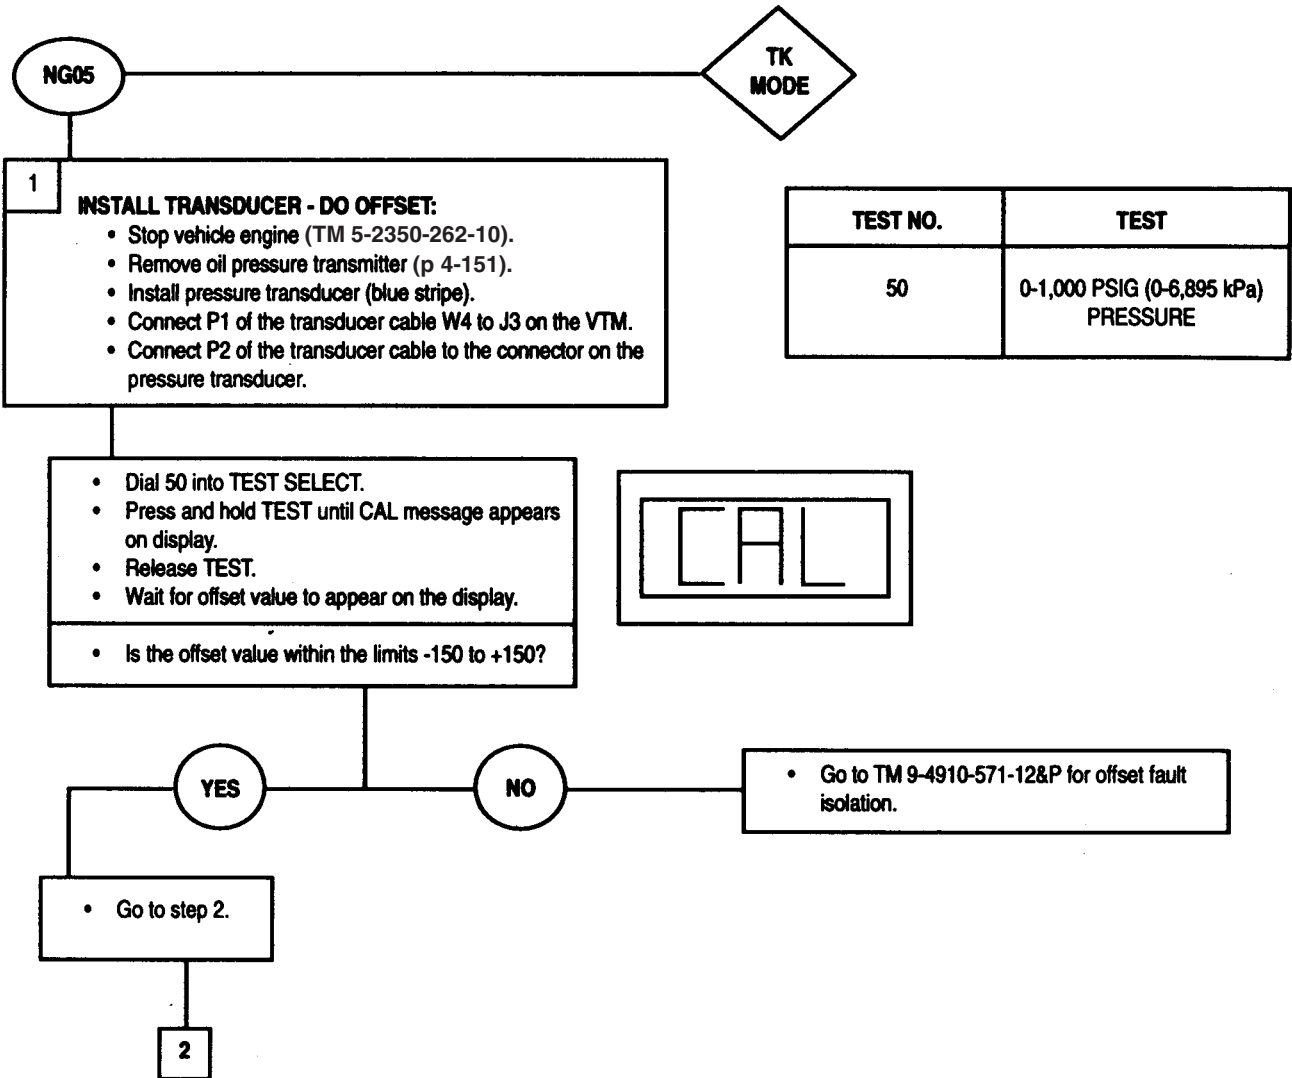 NG05
TK
MODE
1
INSTALL TRANSDUCER - DO OFFSET:
• Stop vehicle engine (TM 5-2350-262-10).
• Remove oil pressure transmitter (p 4-151).
• Install pressure transducer (blue stripe).
• Connect P1 of the transducer cable W4 to J3 on the VTM.
• Connect P2 of the transducer cable to the connector on the
pressure transducer.
TEST NO.
TEST
50
0-1,000 PSIG (0-6,895 kPa)
PRESSURE
• Dial 50 into TEST SELECT.
• Press and hold TEST until CAL message appears
on display.
• Release TEST.
• Wait for offset value to appear on the display.
CAL
• Is the offset value within the limits -150 to +150?
YES
NO
• Go to TM 9-4910-571-12&P for offset fault
isolation.
• Go to step 2.
2